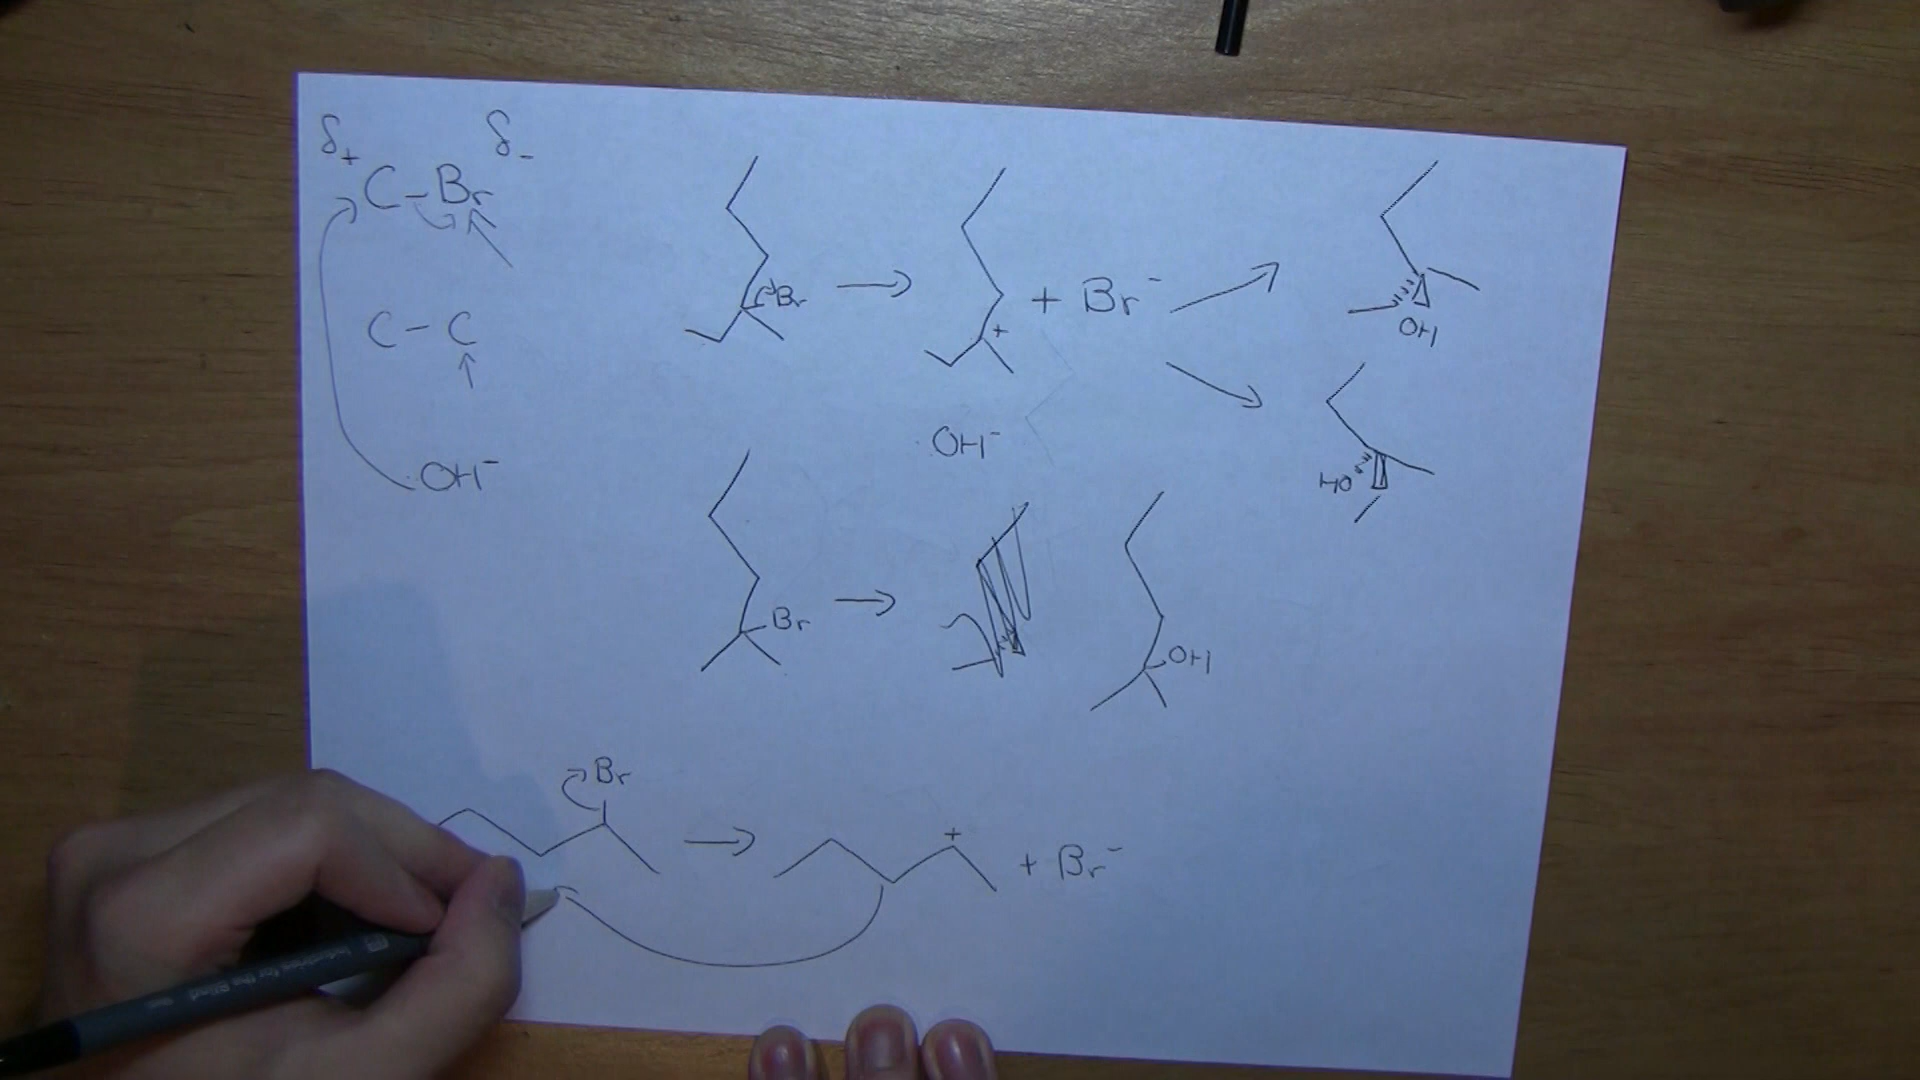 δ+ δ-
C-Br
C-C
OH⁻
Br
+
+ Br⁻
OH
HO
OH⁻
Br
OH
Br
+
+ Br⁻